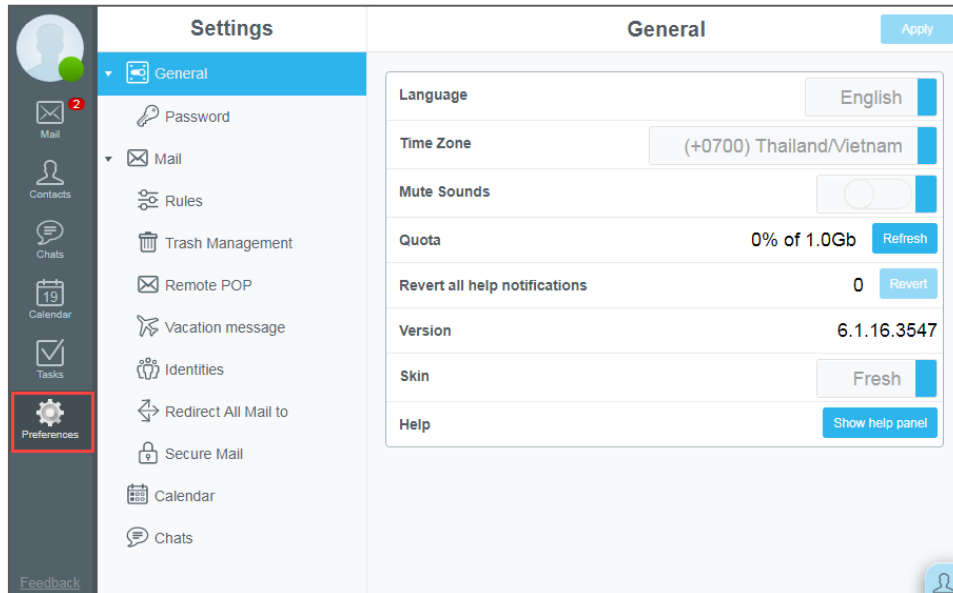 Settings
General
Apply
General
Password
Mail
Rules
Trash Management
Remote POP
Vacation message
Identities
Redirect All Mail to
Secure Mail
Calendar
Chats
2
Mail
Contacts
Chats
19
Calendar
Tasks
Preferences
Feedback
Language English
Time Zone (+0700) Thailand/Vietnam
Mute Sounds
Quota 0% of 1.0Gb Refresh
Revert all help notifications 0 Revert
Version 6.1.16.3547
Skin Fresh
Help Show help panel